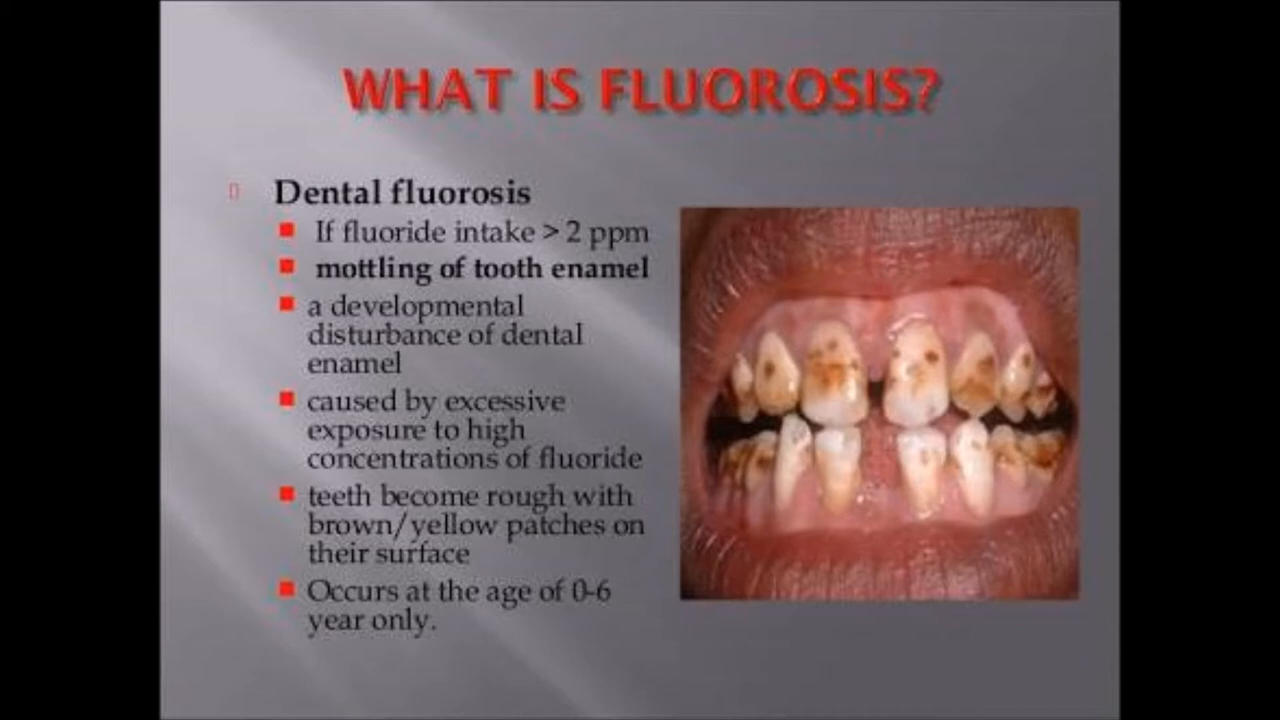 WHAT IS FLUOROSIS?
Dental fluorosis
If fluoride intake > 2 ppm
mottling of tooth enamel
a developmental
disturbance of dental
enamel
caused by excessive
exposure to high
concentrations of fluoride
teeth become rough with
brown/yellow patches on
their surface
Occurs at the age of 0-6
year only.